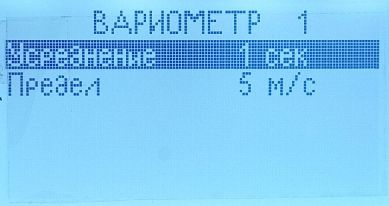 ВАРИОМЕТР 1
Усреднение 1 сек
Предел 5 м/с